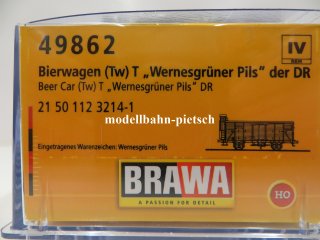 49862
IV
Bierwagen (Tw) T „Wernesgrüner Pils" der DR
Beer Car (Tw) T „Wernesgrüner Pils" DR
21 50 112 3214-1
modellbahn-pietsch
Eingetragenes Warenzeichen: Wernesgrüner Pils
BRAWA
A PASSION FOR DETAIL
HO